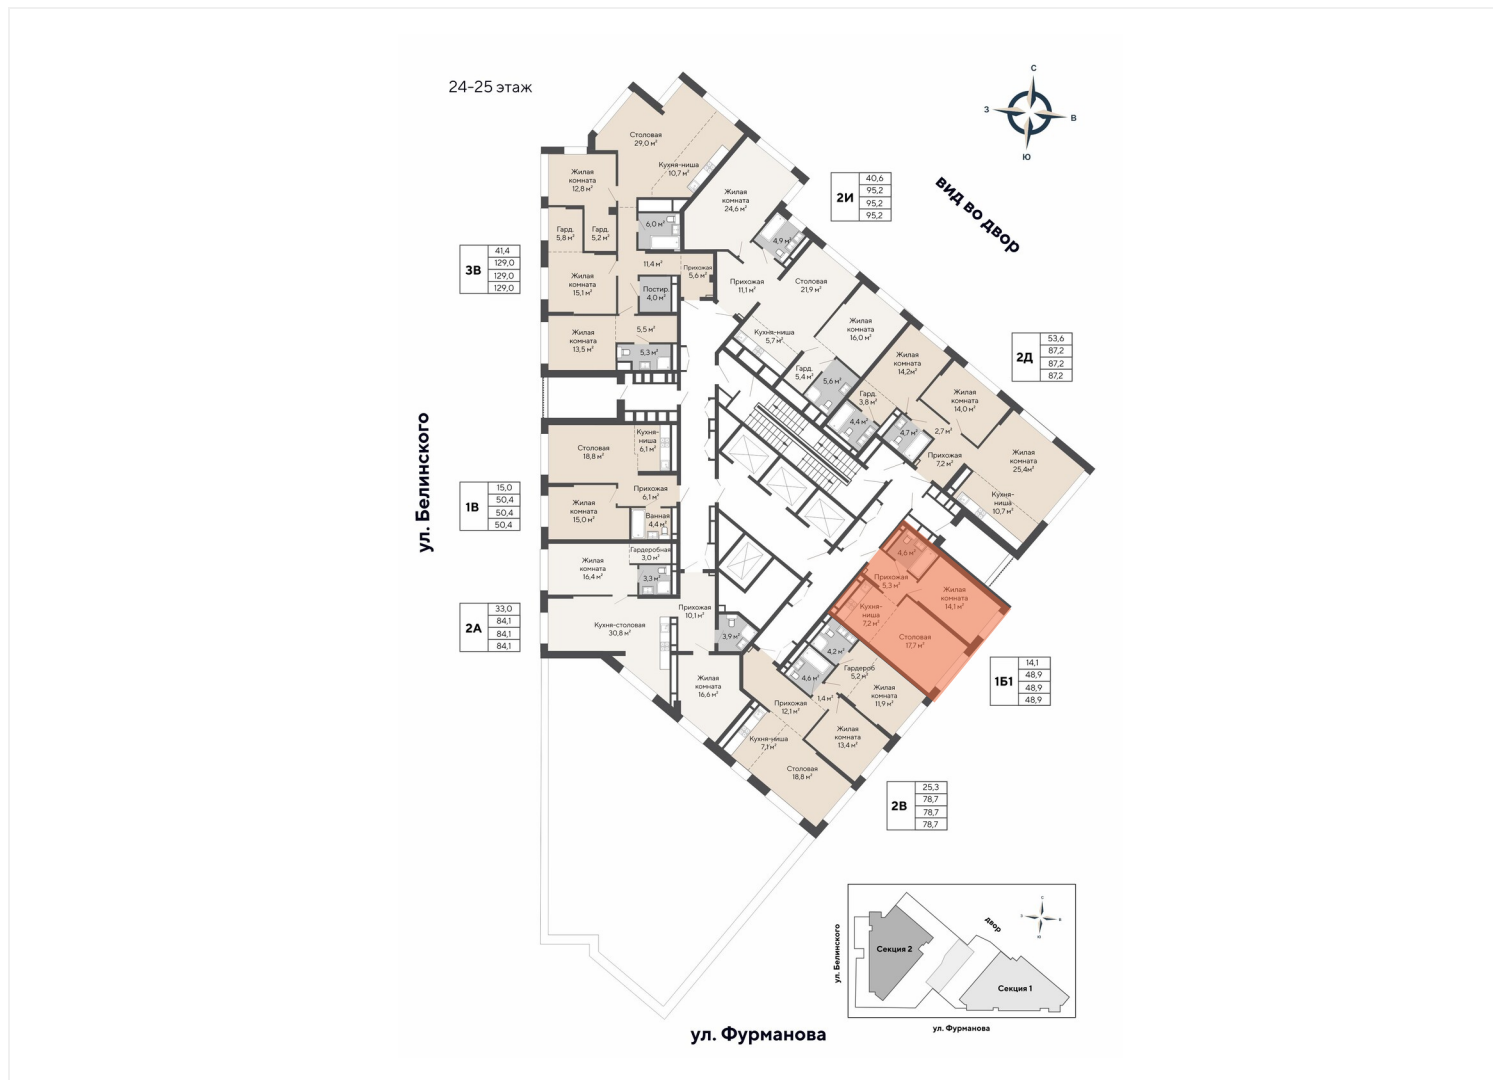 24-25 этаж
С
З
В
Ю
вид во двор
2И
40,6
95,2
95,2
95,2
Столовая
29,0 м²
Кухня-ниша
10,7 м²
Жилая
комната
12,8 м²
Гард.
5,8 м²
Гард.
5,2 м²
6,0 м²
Жилая
комната
24,6 м²
4,9 м²
3В
41,4
129,0
129,0
129,0
Жилая
комната
15,1 м²
11,4 м²
Прихожая
5,6 м²
Постир.
4,0 м²
Прихожая
11,1 м²
Столовая
21,9 м²
Жилая
комната
13,5 м²
5,5 м²
5,3 м²
Кухня-ниша
5,7 м²
Жилая
комната
16,0 м²
2Д
53,6
87,2
87,2
87,2
Гард.
5,4 м²
5,6 м²
Жилая
комната
14,2м²
Гард.
3,8 м²
4,4 м²
Жилая
комната
14,0 м²
4,7 м²
2,7 м²
Прихожая
7,2 м²
Жилая
комната
25,4м²
Кухня-
ниша
10,7 м²
ул. Белинского
Столовая
18,8 м²
Кухня-
ниша
6,1 м²
1В
15,0
50,4
50,4
50,4
Жилая
комната
15,0 м²
Прихожая
6,1 м²
Ванная
4,4 м²
Жилая
комната
16,4 м²
Гардеробная
3,0 м²
3,3 м²
2А
33,0
84,1
84,1
84,1
Кухня-столовая
30,8 м²
Прихожая
10,1 м²
3,9 м²
Жилая
комната
16,6 м²
4,6 м²
Прихожая
5,3 м²
Жилая
комната
14,1 м²
Кухня-
ниша
7,2 м²
Столовая
17,7 м²
1Б1
14,1
48,9
48,9
48,9
4,2 м²
4,6 м²
Гардероб
5,2 м²
1,4 м²
Жилая
комната
11,9 м²
Прихожая
12,1 м²
Жилая
комната
13,4 м²
Кухня-ниша
7,1 м²
Столовая
18,8 м²
2В
25,3
78,7
78,7
78,7
ул. Фурманова
ул. Белинского
Секция 2
двор
Секция 1
ул. Фурманова